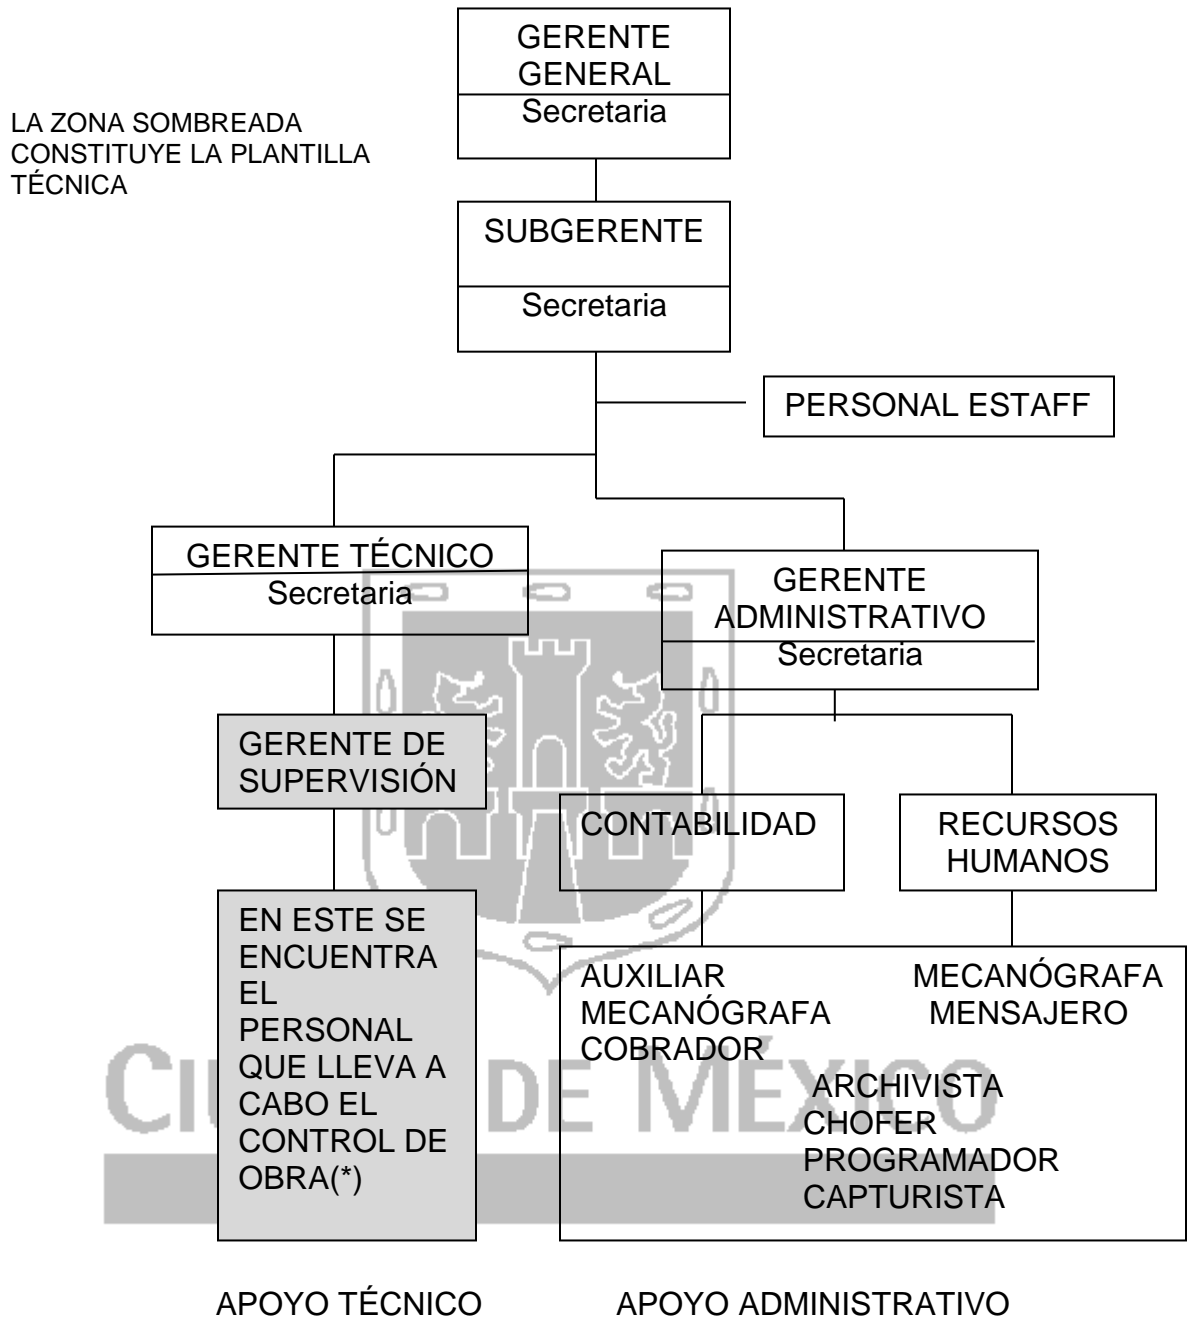 GERENTE
GENERAL
Secretaria
LA ZONA SOMBREADA
CONSTITUYE LA PLANTILLA
TÉCNICA
SUBGERENTE
Secretaria
PERSONAL ESTAFF
GERENTE TÉCNICO
Secretaria
GERENTE
ADMINISTRATIVO
Secretaria
GERENTE DE
SUPERVISIÓN
CONTABILIDAD
RECURSOS
HUMANOS
EN ESTE SE
ENCUENTRA
EL
PERSONAL
QUE LLEVA A
CABO EL
CONTROL DE
OBRA(*)
AUXILIAR
MECANÓGRAFA
COBRADOR
MECANÓGRAFA
MENSAJERO
ARCHIVISTA
CHOFER
PROGRAMADOR
CAPTURISTA
DE MÉXICO
APOYO TÉCNICO
APOYO ADMINISTRATIVO